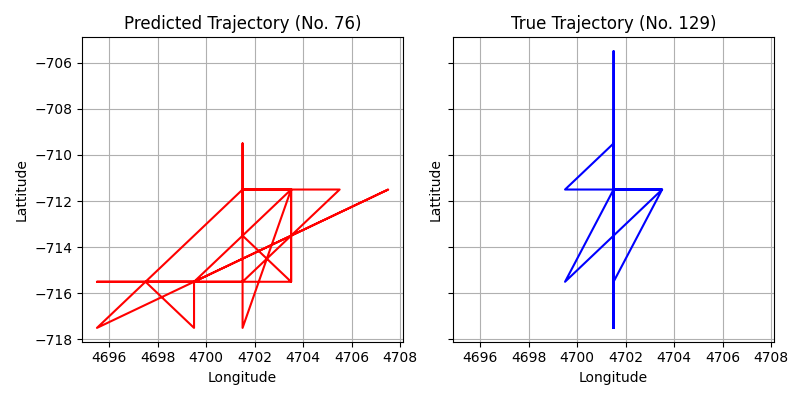 Predicted Trajectory (No. 76)
True Trajectory (No. 129)
Lattitude
−706
−708
−710
−712
−714
−716
−718
4696 4698 4700 4702 4704 4706 4708
Longitude
Lattitude
4696 4698 4700 4702 4704 4706 4708
Longitude